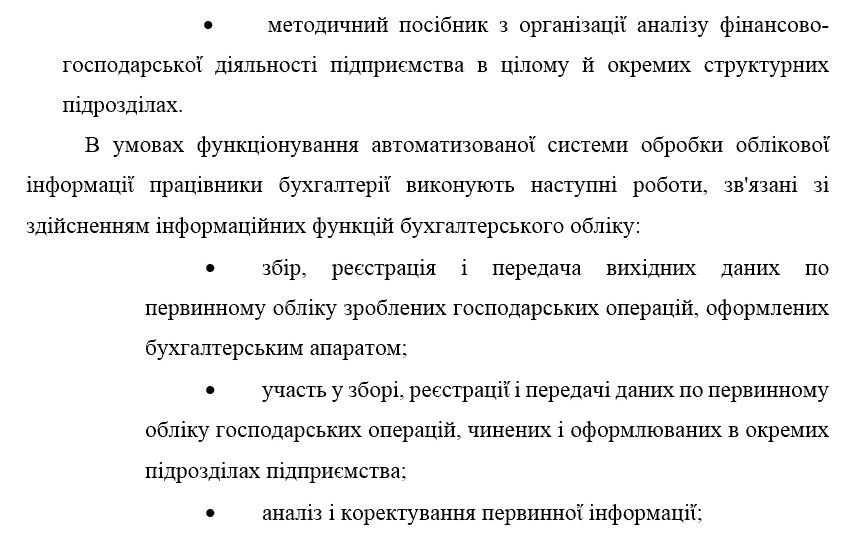 • методичний посібник з організації аналізу фінансово-
господарської діяльності підприємства в цілому й окремих структурних
підрозділах.
В умовах функціонування автоматизованої системи обробки облікової
інформації працівники бухгалтерії виконують наступні роботи, зв'язані зі
здійсненням інформаційних функцій бухгалтерського обліку:
• збір, реєстрація і передача вихідних даних по
первинному обліку зроблених господарських операцій, оформлених
бухгалтерським апаратом;
• участь у зборі, реєстрації і передачі даних по первинному
обліку господарських операцій, чинених і оформлюваних в окремих
підрозділах підприємства;
• аналіз і коректування первинної інформації;